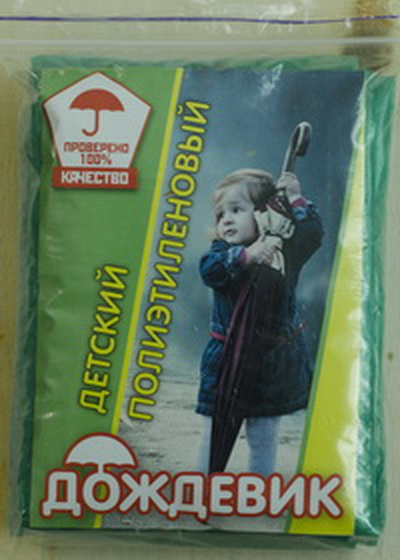 ПРОВЕРЕНО
100%
КАЧЕСТВО
ДЕТСКИЙ
ПОЛИЭТИЛЕНОВЫЙ
ДОЖДЕВИК